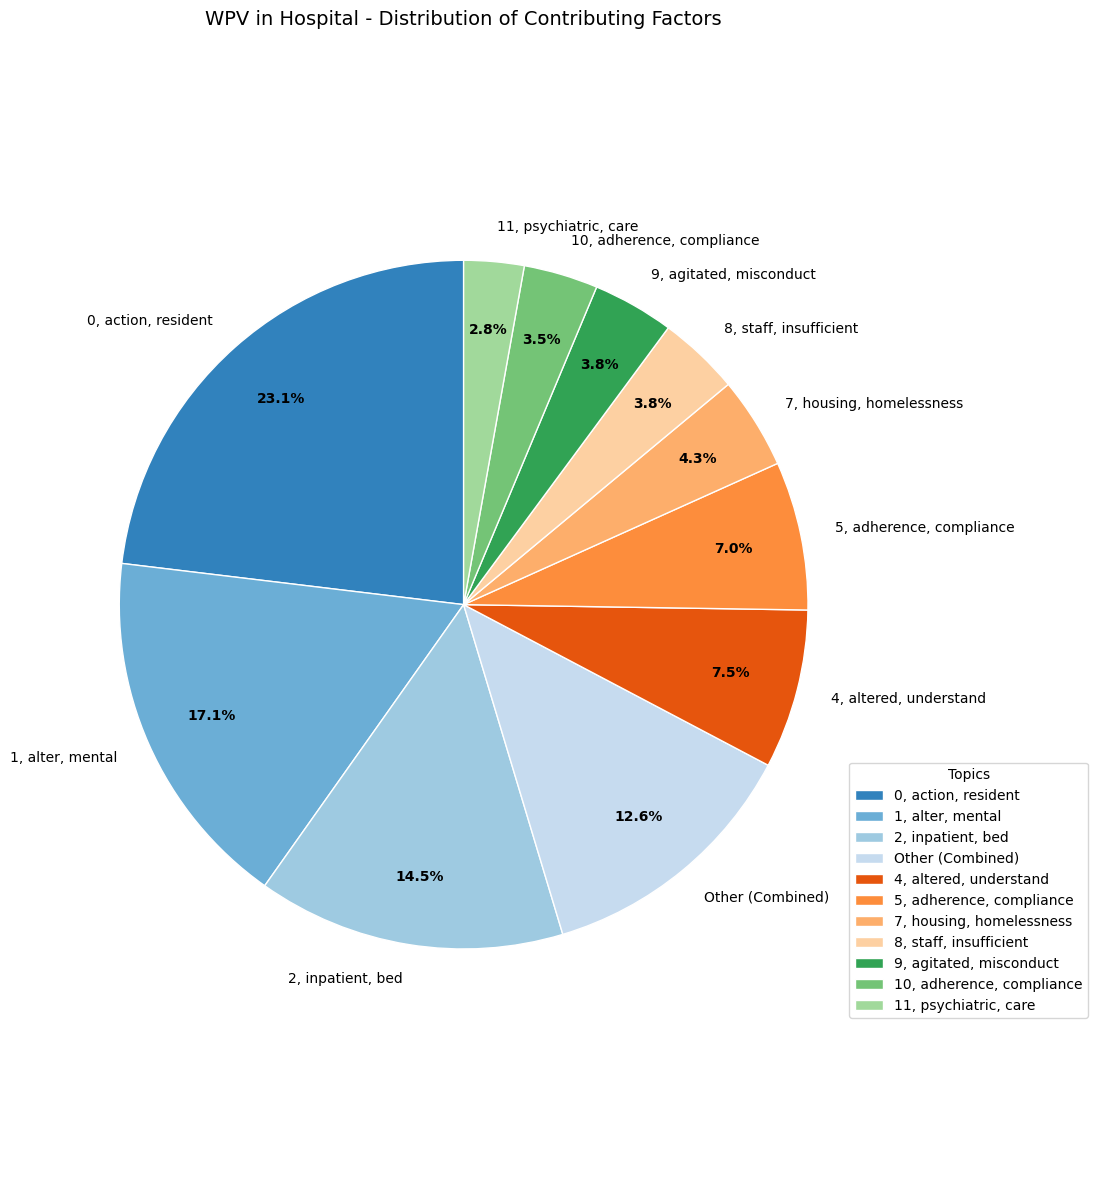 WPV in Hospital - Distribution of Contributing Factors
11, psychiatric, care
10, adherence, compliance
9, agitated, misconduct
0, action, resident
8, staff, insufficient
2.8%
3.5%
3.8%
23.1%
3.8%
7, housing, homelessness
4.3%
5, adherence, compliance
7.0%
7.5%
4, altered, understand
17.1%
1, alter, mental
12.6%
14.5%
Other (Combined)
2, inpatient, bed
Topics
0, action, resident
1, alter, mental
2, inpatient, bed
Other (Combined)
4, altered, understand
5, adherence, compliance
7, housing, homelessness
8, staff, insufficient
9, agitated, misconduct
10, adherence, compliance
11, psychiatric, care